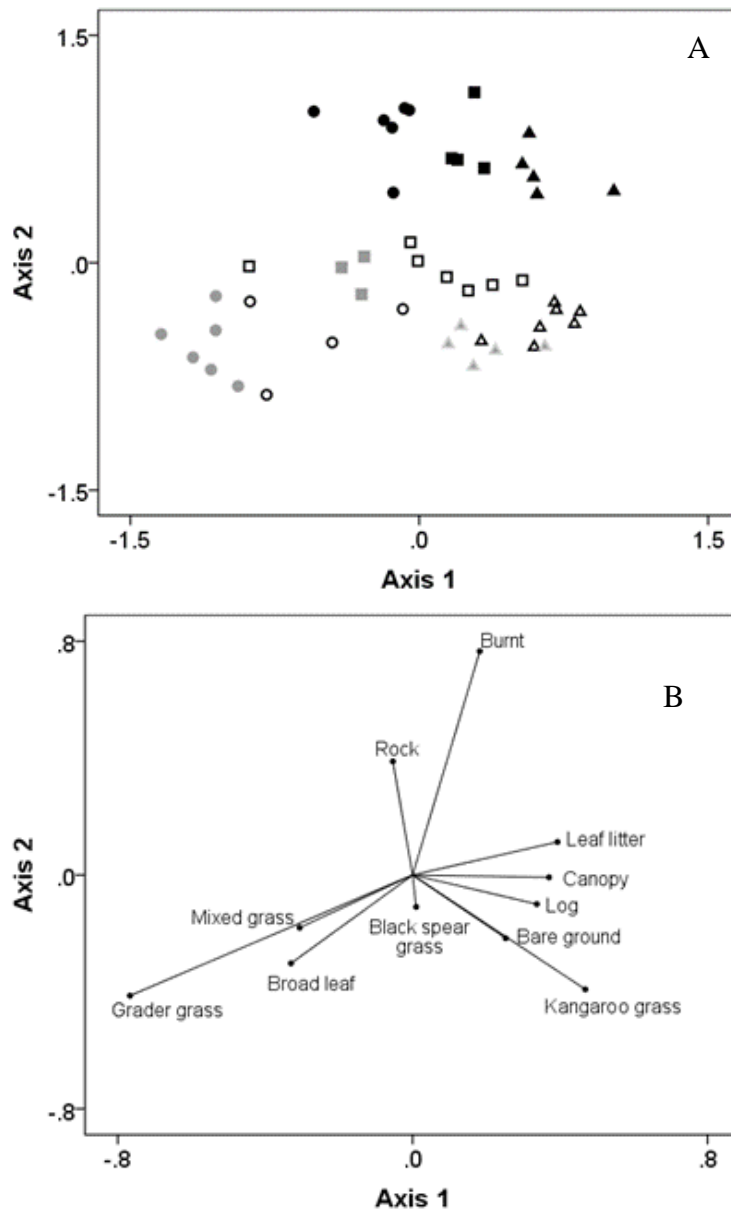 A
1.5
.0
-1.5
Axis 2
-1.5
.0
1.5
Axis 1
B
.8
.0
-.8
Axis 2
Burnt
Rock
Leaf litter
Canopy
Log
Bare ground
Kangaroo grass
Black spear
grass
Mixed grass
Broad leaf
Grader grass
-.8
.0
.8
Axis 1